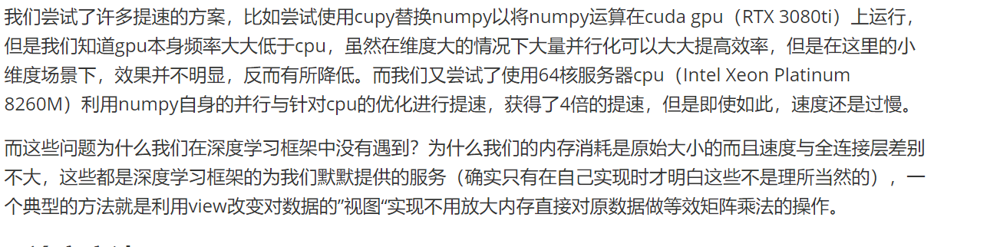 我们尝试了许多提速的方案，比如尝试使用cupy替换numpy以将numpy运算在cuda gpu（RTX 3080ti）上运行，
但是我们知道gpu本身频率大大低于cpu，虽然在维度大的情况下大量并行化可以大大提高效率，但是在这里的小
维度场景下，效果并不明显，反而有所降低。而我们又尝试了使用64核服务器cpu（Intel Xeon Platinum
8260M）利用numpy自身的并行与针对cpu的优化进行提速，获得了4倍的提速，但是即使如此，速度还是过慢。
而这些问题为什么我们在深度学习框架中没有遇到？为什么我们的内存消耗是原始大小的而且速度与全连接层差别
不大，这些都是深度学习框架的为我们默默提供的服务（确实只有在自己实现时才明白这些不是理所当然的），一
个典型的方法就是利用view改变对数据的”视图“实现不用放大内存直接对原数据做等效矩阵乘法的操作。